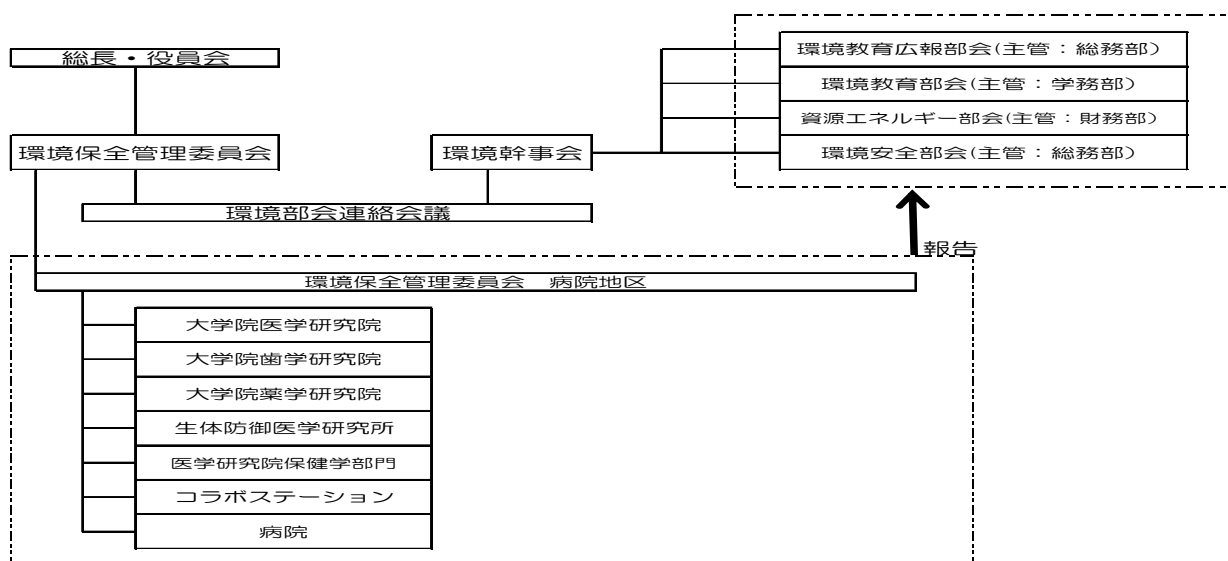 総長・役員会
環境保全管理委員会
環境幹事会
環境部会連絡会議
環境教育広報部会(主管：総務部)
環境教育部会(主管：学務部)
資源エネルギー部会(主管：財務部)
環境安全部会(主管：総務部)
報告
環境保全管理委員会　病院地区
大学院医学研究院
大学院歯学研究院
大学院薬学研究院
生体防御医学研究所
医学研究院保健学部門
コラボステーション
病院